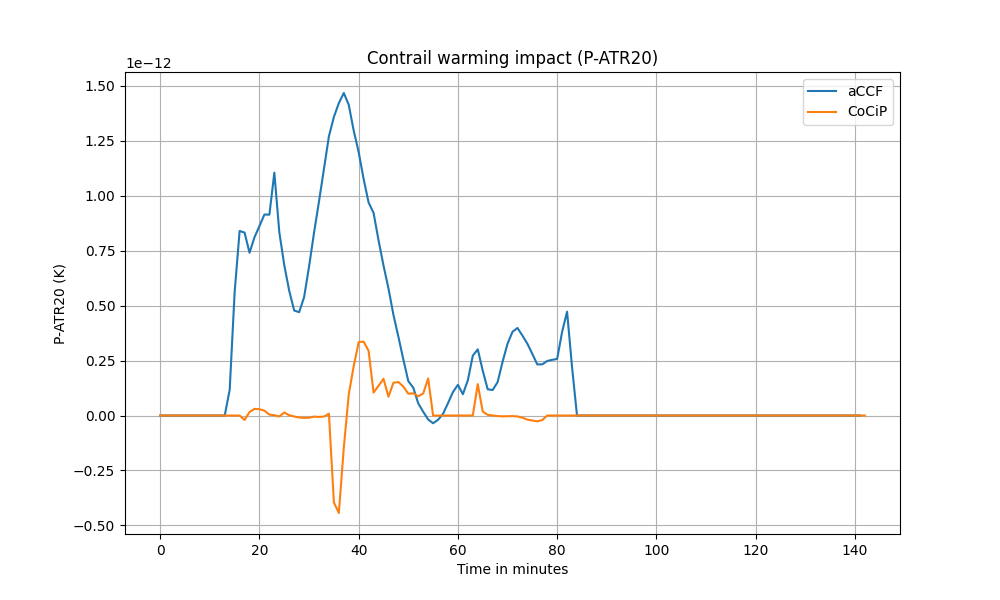 Contrail warming impact (P-ATR20)
1e−12
aCCF
CoCiP
1.50
1.25
1.00
0.75
0.50
0.25
0.00
−0.25
−0.50
P-ATR20 (K)
0 20 40 60 80 100 120 140
Time in minutes